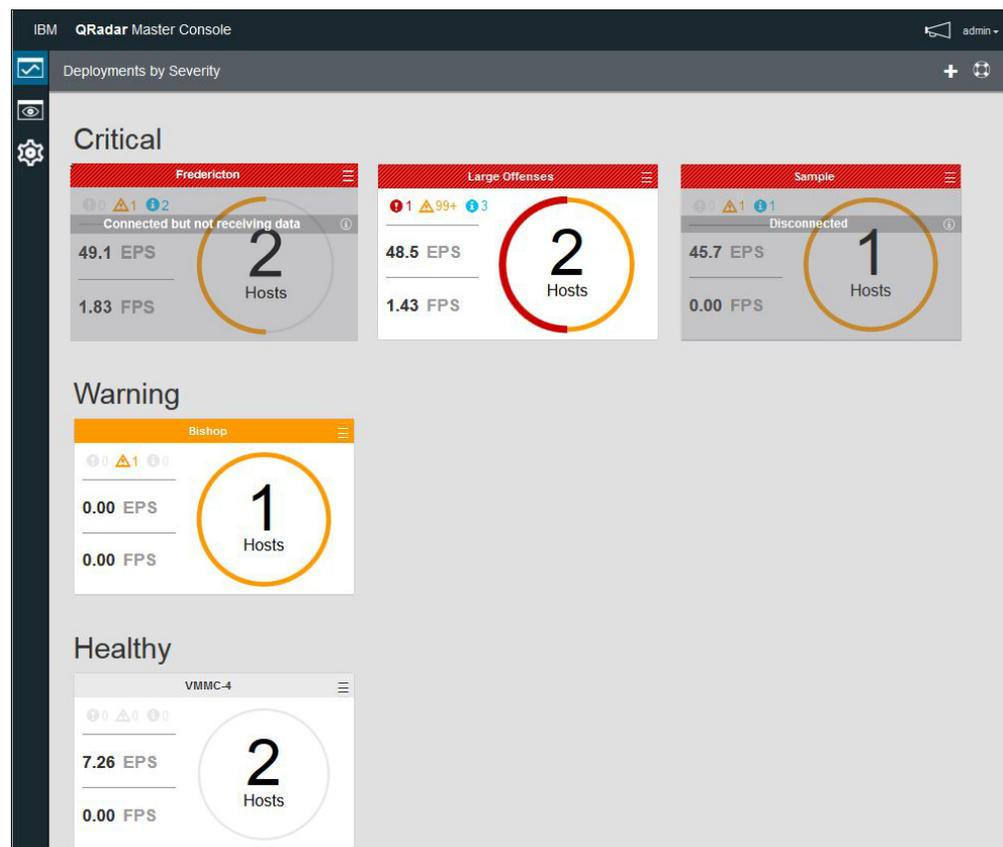 IBM QRadar Master Console
admin
Deployments by Severity
Critical
Fredericton
0 1 2
Connected but not receiving data
49.1 EPS
1.83 FPS
2
Hosts
Large Offenses
1 99+ 3
48.5 EPS
1.43 FPS
2
Hosts
Sample
0 1 1
Disconnected
45.7 EPS
0.00 FPS
1
Hosts
Warning
Bishop
0 1 0
0.00 EPS
0.00 FPS
1
Hosts
Healthy
VMMC-4
0 0 0
7.26 EPS
0.00 FPS
2
Hosts